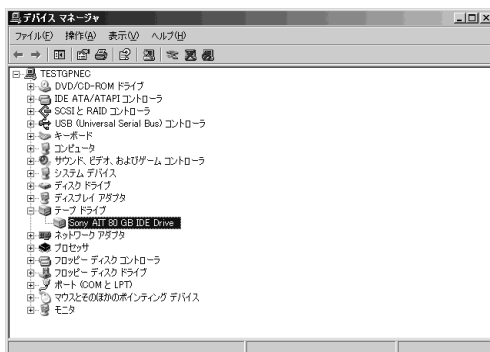 デバイス マネージャ
ファイル(F) 操作(A) 表示(V) ヘルプ(H)
TESTGPNEC
DVD/CD-ROM ドライブ
IDE ATA/ATAPI コントローラ
SCSI と RAID コントローラ
USB (Universal Serial Bus) コントローラ
キーボード
コンピュータ
サウンド、ビデオ、およびゲーム コントローラ
システム デバイス
ディスク ドライブ
ディスプレイ アダプタ
テープ ドライブ
Sony AIT 80 GB IDE Drive
ネットワーク アダプタ
プロセッサ
フロッピー ディスク コントローラ
フロッピー ディスク ドライブ
ポート (COM と LPT)
マウスとそのほかのポインティング デバイス
モニタ